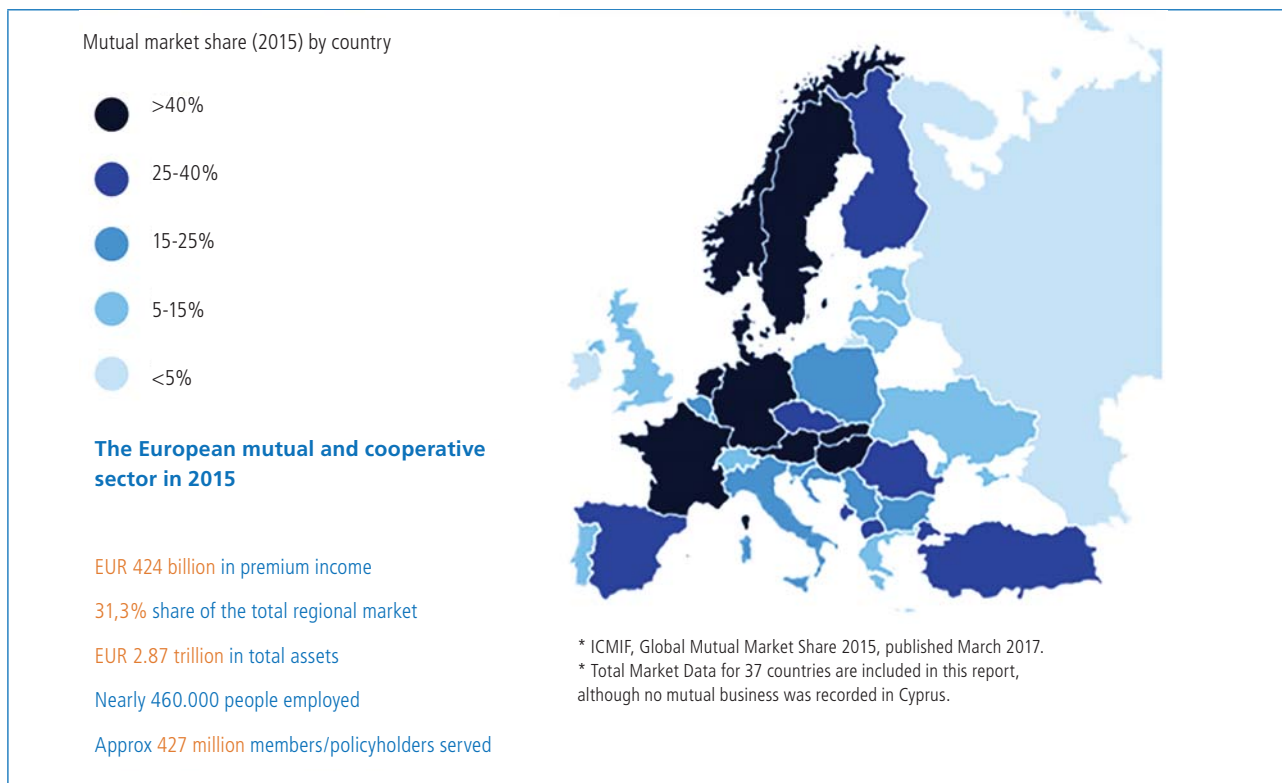 Mutual market share (2015) by country
>40%
25-40%
15-25%
5-15%
<5%
The European mutual and cooperative
sector in 2015
EUR 424 billion in premium income
31,3% share of the total regional market
EUR 2.87 trillion in total assets
Nearly 460.000 people employed
Approx 427 million members/policyholders served
* ICMIF, Global Mutual Market Share 2015, published March 2017.
* Total Market Data for 37 countries are included in this report,
although no mutual business was recorded in Cyprus.